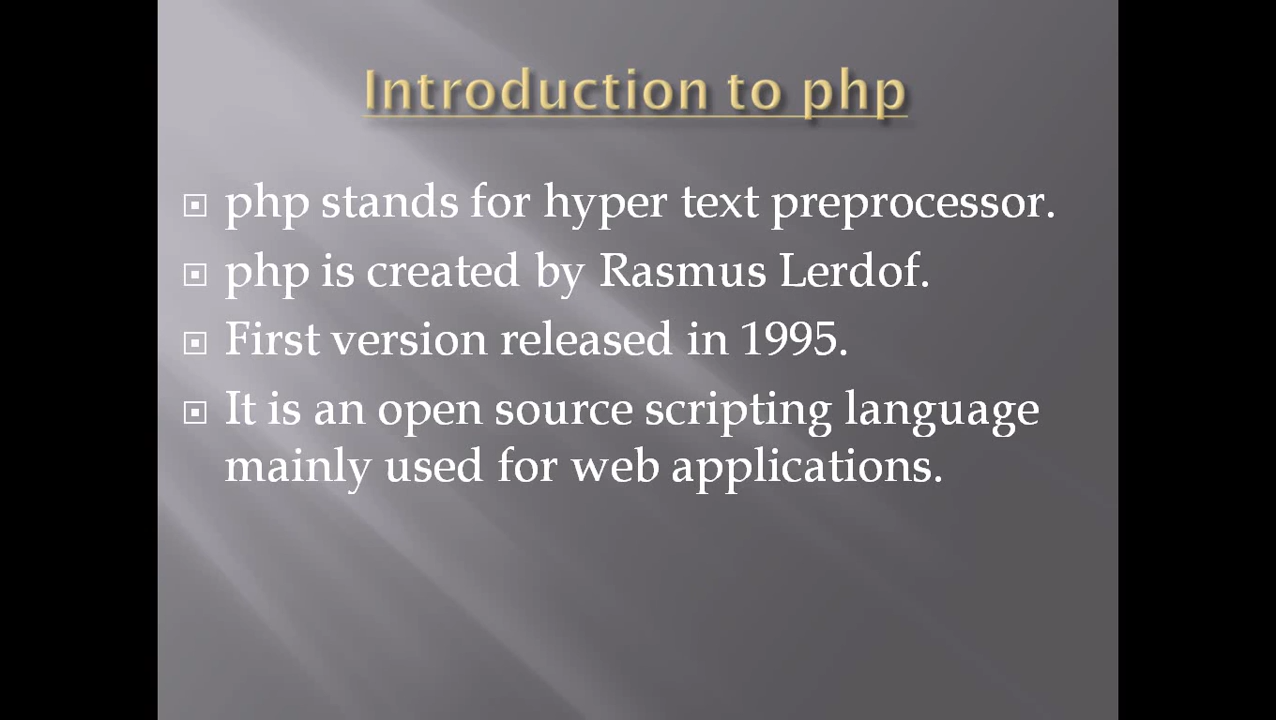 Introduction to php
php stands for hyper text preprocessor.
php is created by Rasmus Lerdof.
First version released in 1995.
It is an open source scripting language
mainly used for web applications.